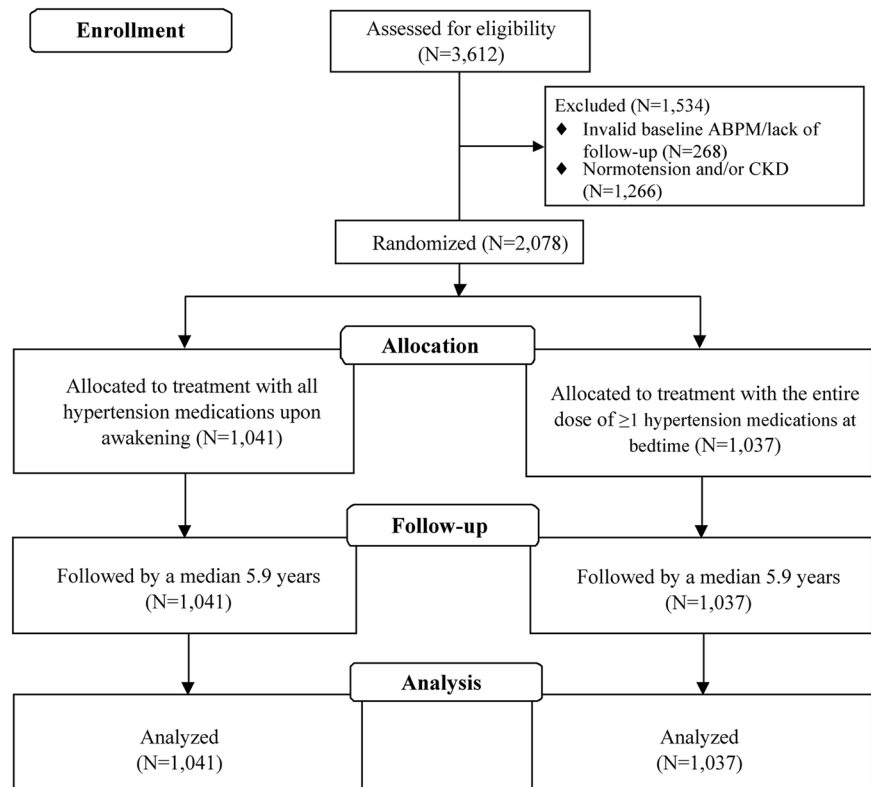 Enrollment
Assessed for eligibility
(N=3,612)
Excluded (N=1,534)
♦ Invalid baseline ABPM/lack of
follow-up (N=268)
♦ Normotension and/or CKD
(N=1,266)
Randomized (N=2,078)
Allocation
Allocated to treatment with all
hypertension medications upon
awakening (N=1,041)
Allocated to treatment with the entire
dose of ≥1 hypertension medications at
bedtime (N=1,037)
Follow-up
Followed by a median 5.9 years
(N=1,041)
Followed by a median 5.9 years
(N=1,037)
Analysis
Analyzed
(N=1,041)
Analyzed
(N=1,037)